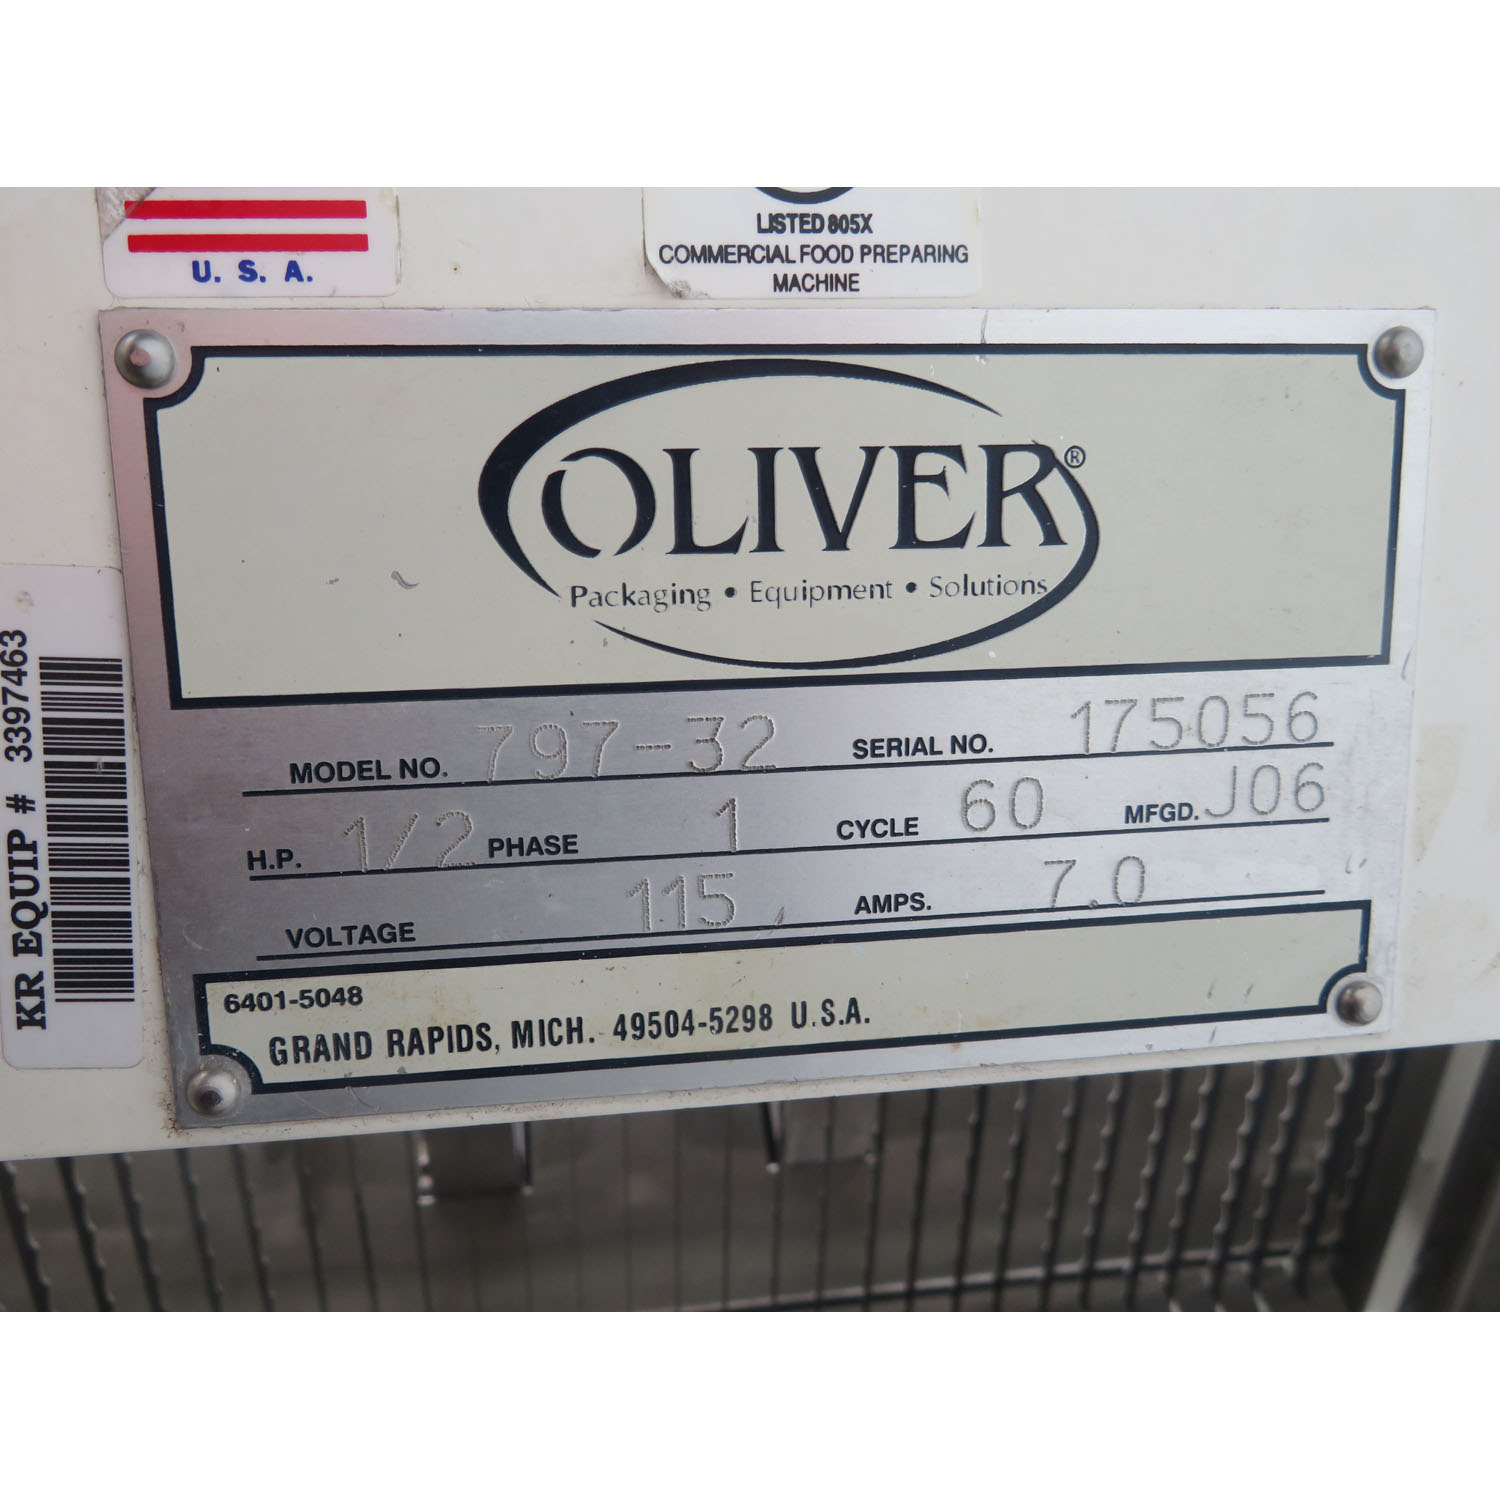 U. S. A.
LISTED 805X
COMMERCIAL FOOD PREPARING
MACHINE
OLIVER®
Packaging • Equipment • Solutions
MODEL NO. 797-32 SERIAL NO. 175056
H.P. 1/2 PHASE 1 CYCLE 60 MFGD. J06
VOLTAGE 115 AMPS. 7.0
6401-5048
GRAND RAPIDS, MICH. 49504-5298 U.S.A.
KR EQUIP # 3397463